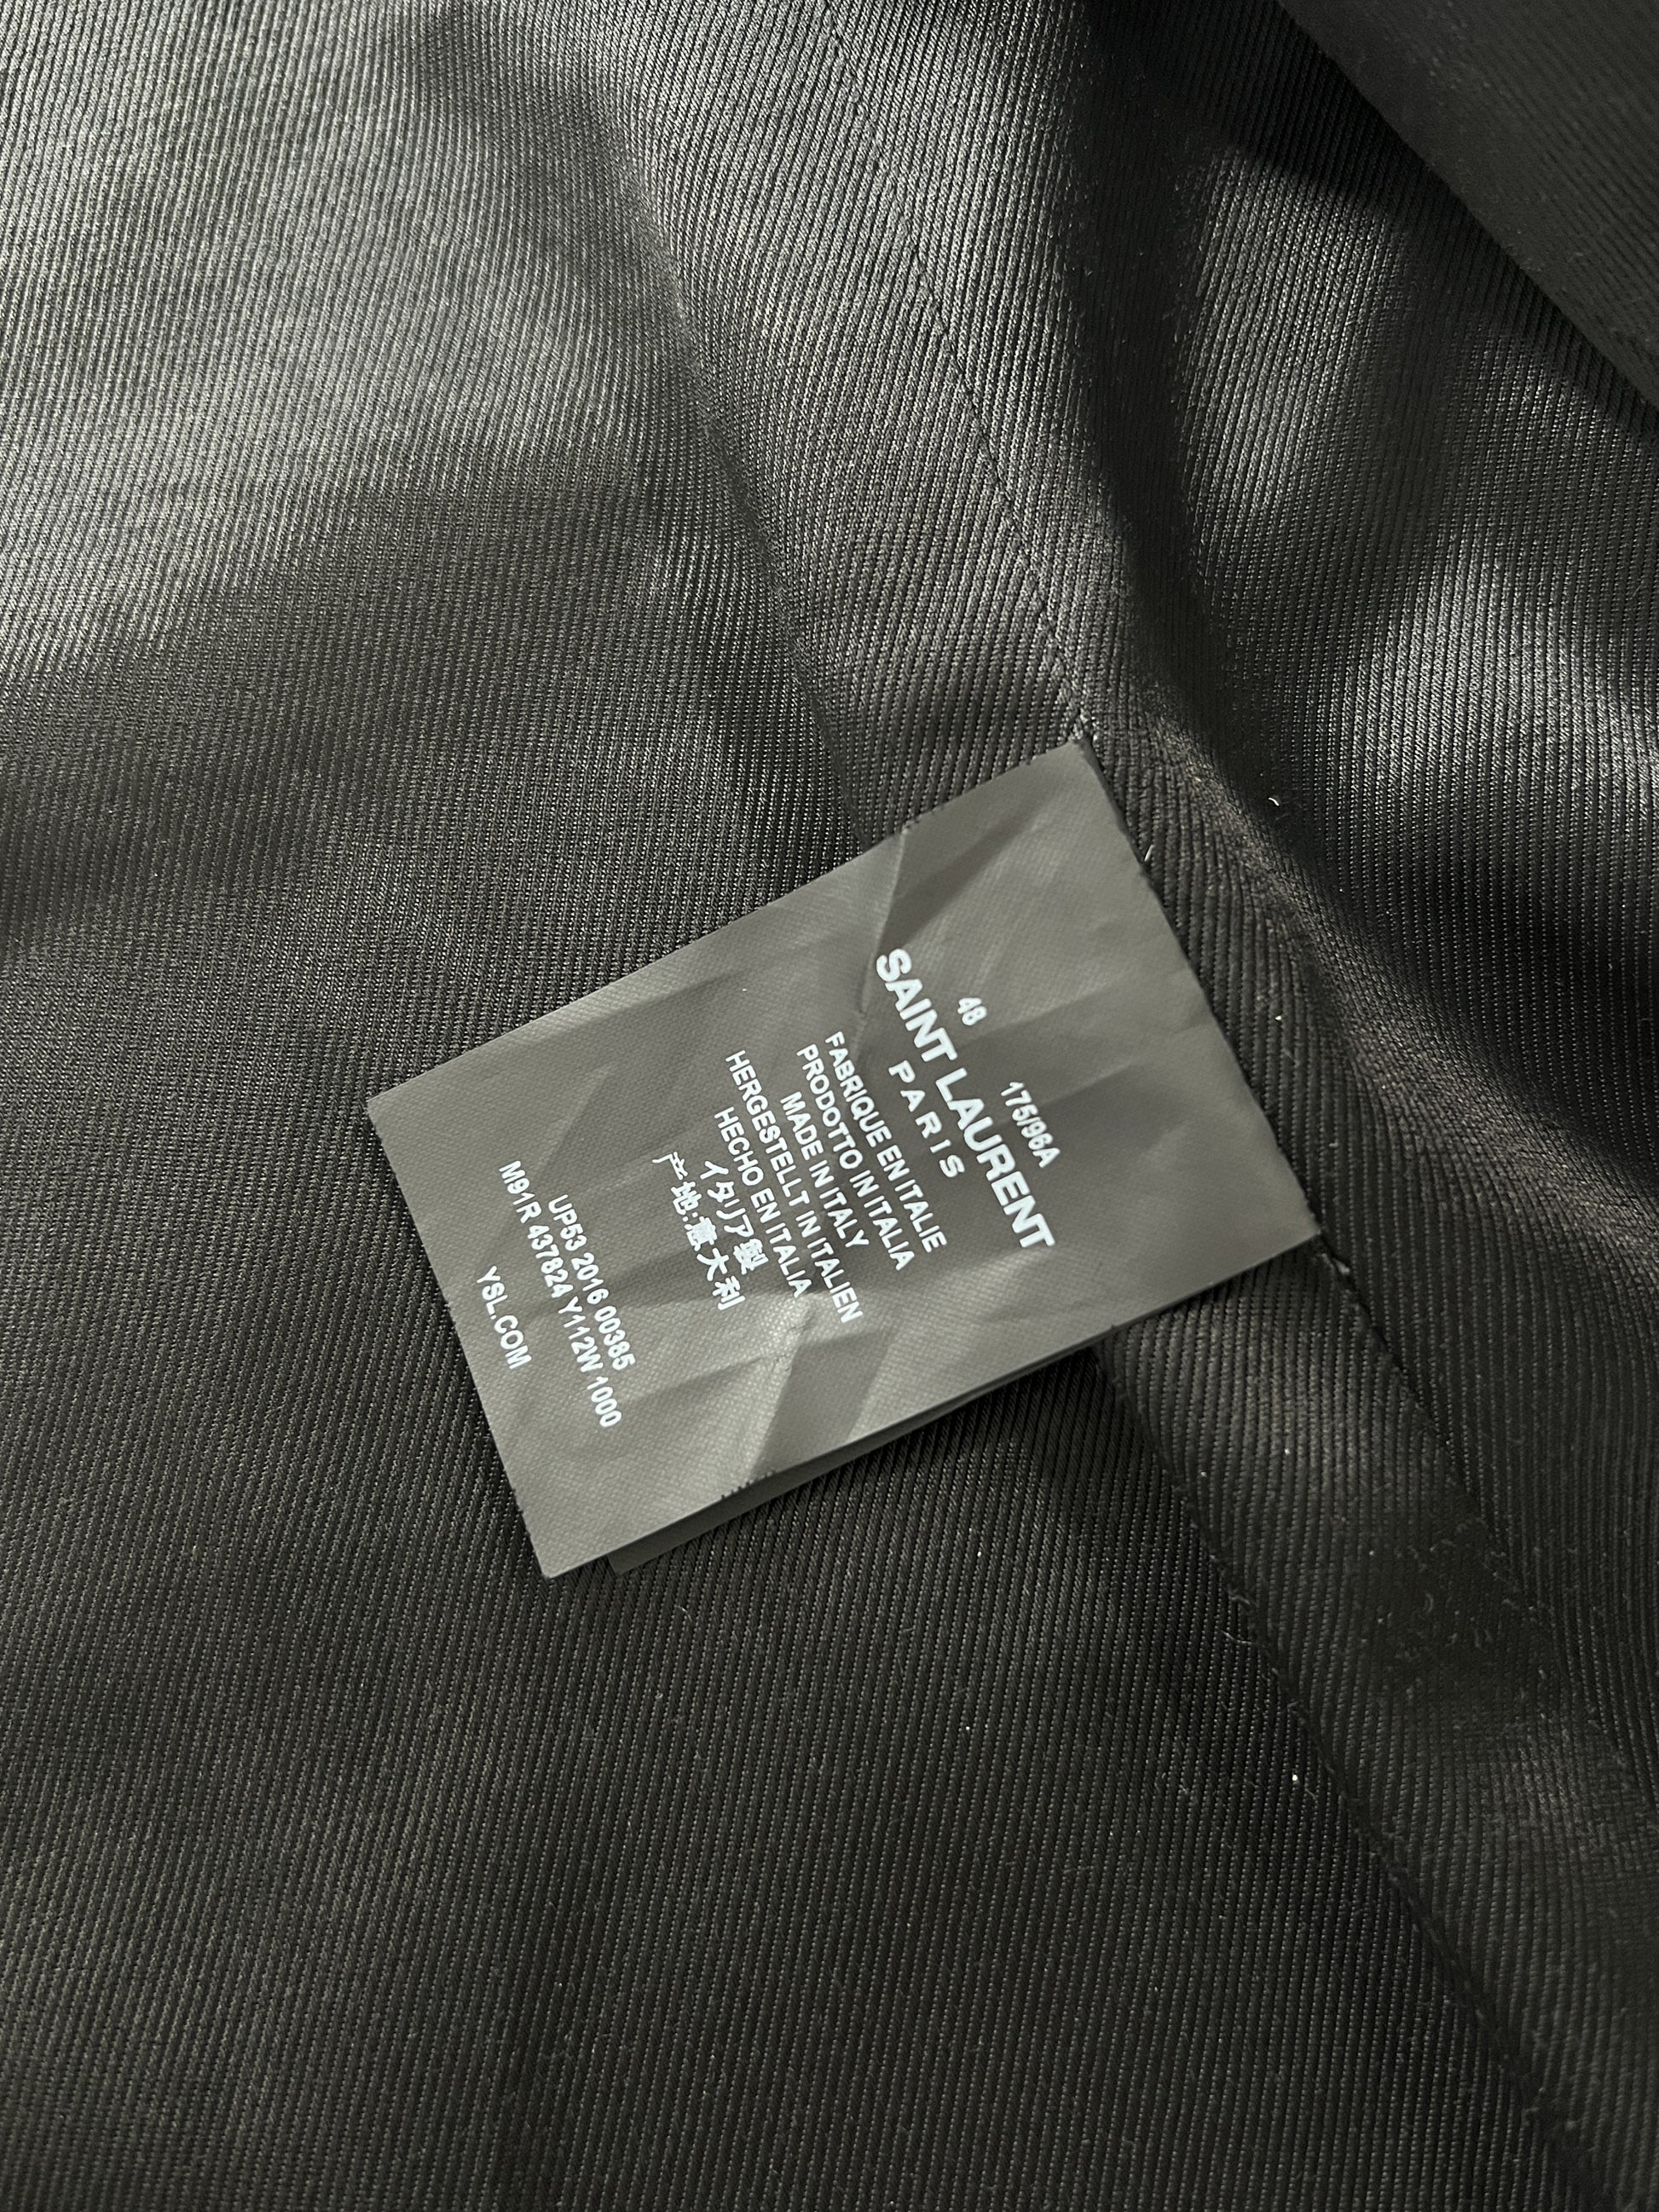 48 175/96A
SAINT LAURENT
PARIS
FABRIQUE EN ITALIE
PRODOTTO IN ITALIA
MADE IN ITALY
HERGESTELLT IN ITALIEN
HECHO EN ITALIA
イタリア製
产地:意大利
UP53 2016 00385
M91R 437824 Y112W 1000
YSL.COM